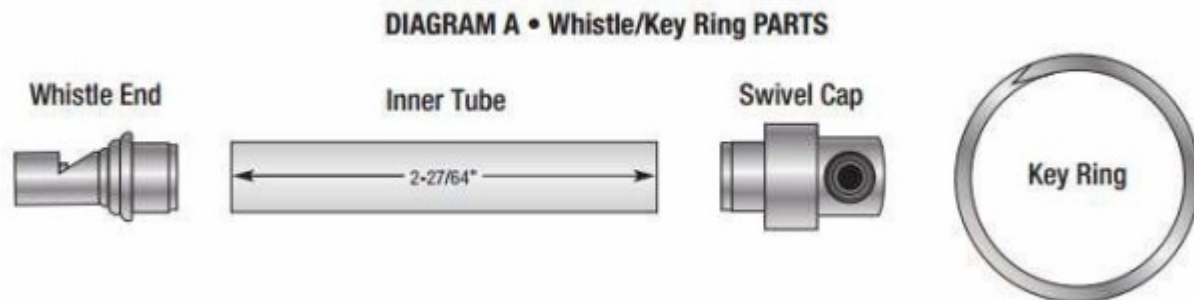 DIAGRAM A • Whistle/Key Ring PARTS
Whistle End
Inner Tube
Swivel Cap
2-27/64"
Key Ring